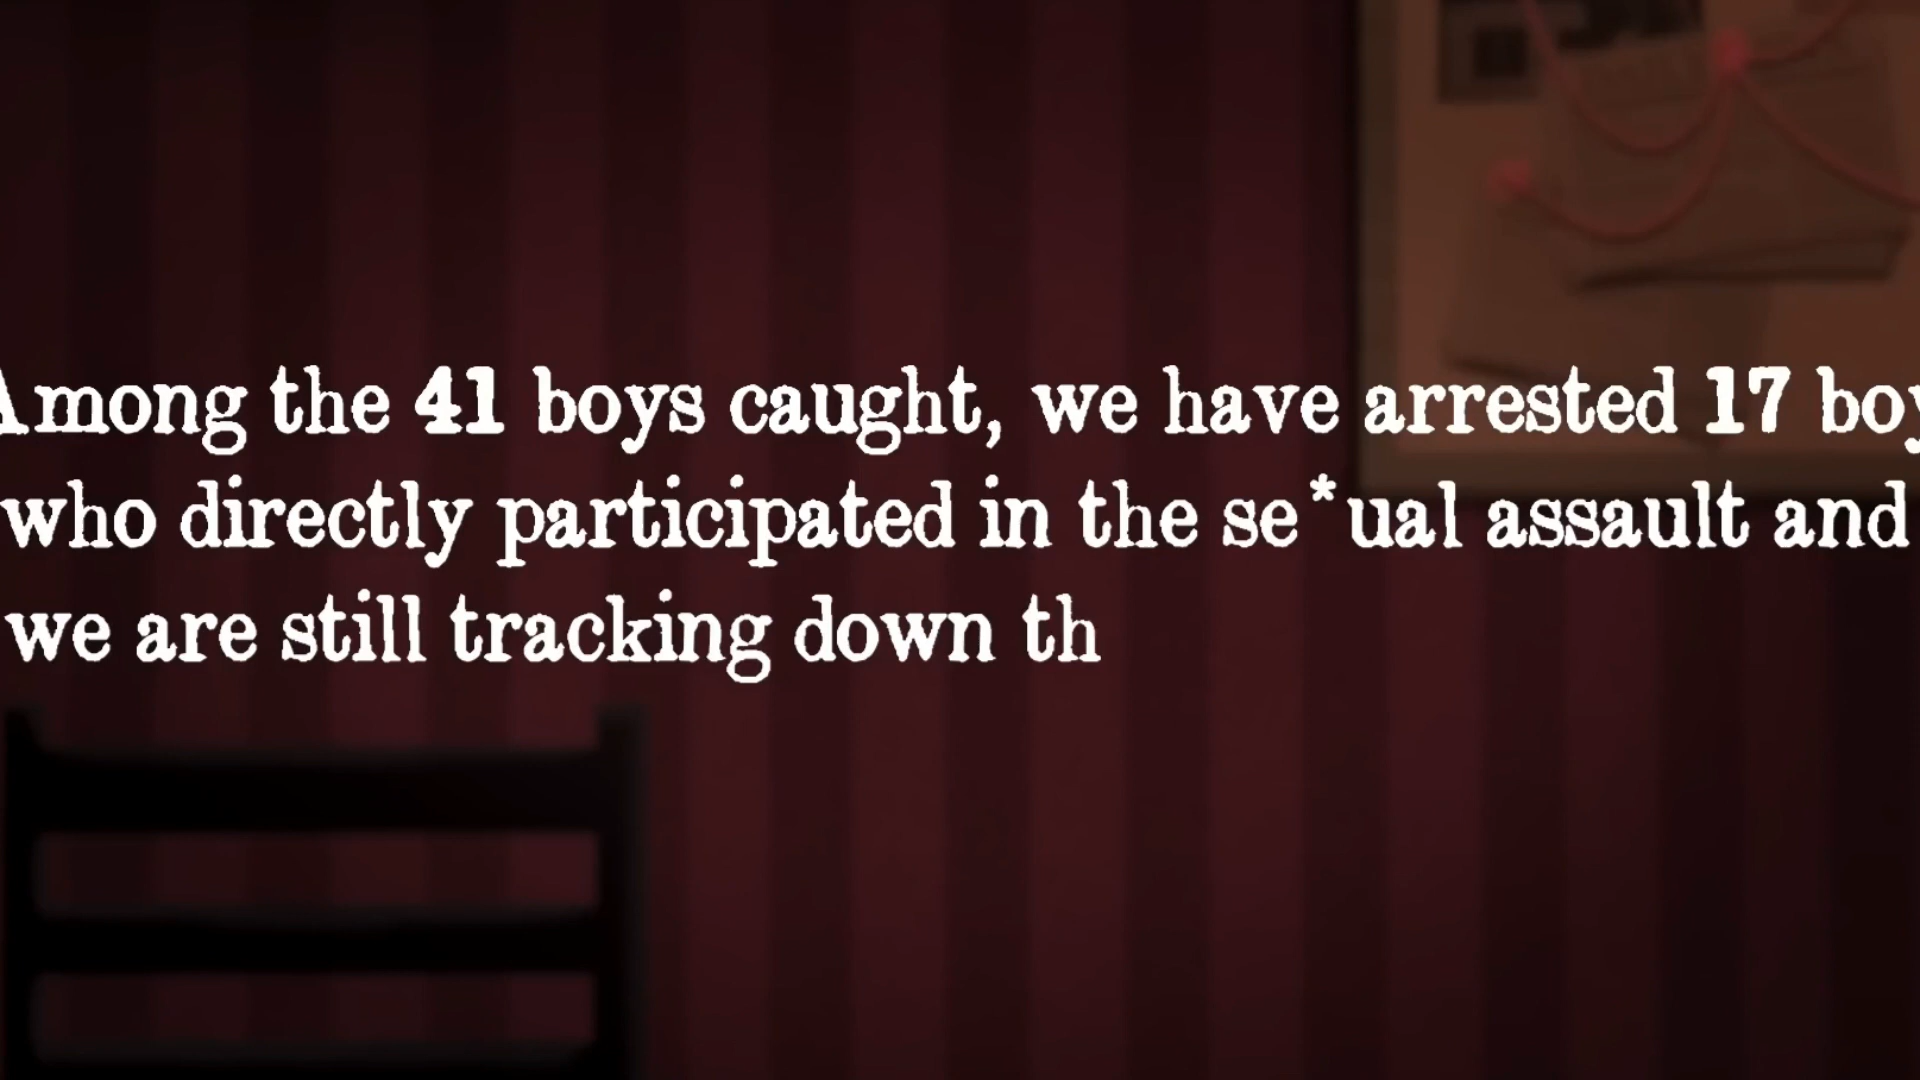 Among the 41 boys caught, we have arrested 17 boy
who directly participated in the se*ual assault and
we are still tracking down th